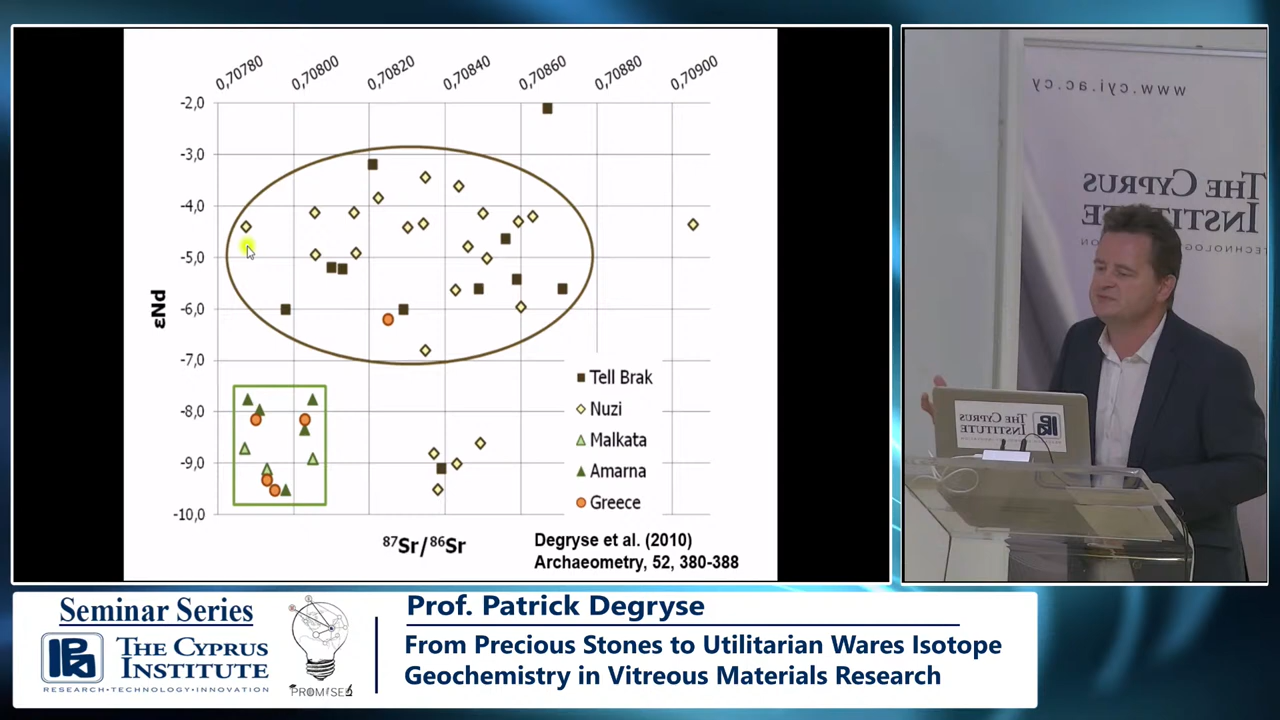 0,70780
0,70800
0,70820
0,70840
0,70860
0,70880
0,70900
-2,0
-3,0
-4,0
-5,0
-6,0
-7,0
-8,0
-9,0
-10,0
εNd
Tell Brak
Nuzi
Malkata
Amarna
Greece
⁸⁷Sr/⁸⁶Sr
Degryse et al. (2010)
Archaeometry, 52, 380-388
www.cyi.ac.cy
THE CYPRUS
INSTITUTE
THE CYPRUS
INSTITUTE
Seminar Series
THE CYPRUS
INSTITUTE
RESEARCH•TECHNOLOGY•INNOVATION
PROMISE
Prof. Patrick Degryse
From Precious Stones to Utilitarian Wares Isotope
Geochemistry in Vitreous Materials Research